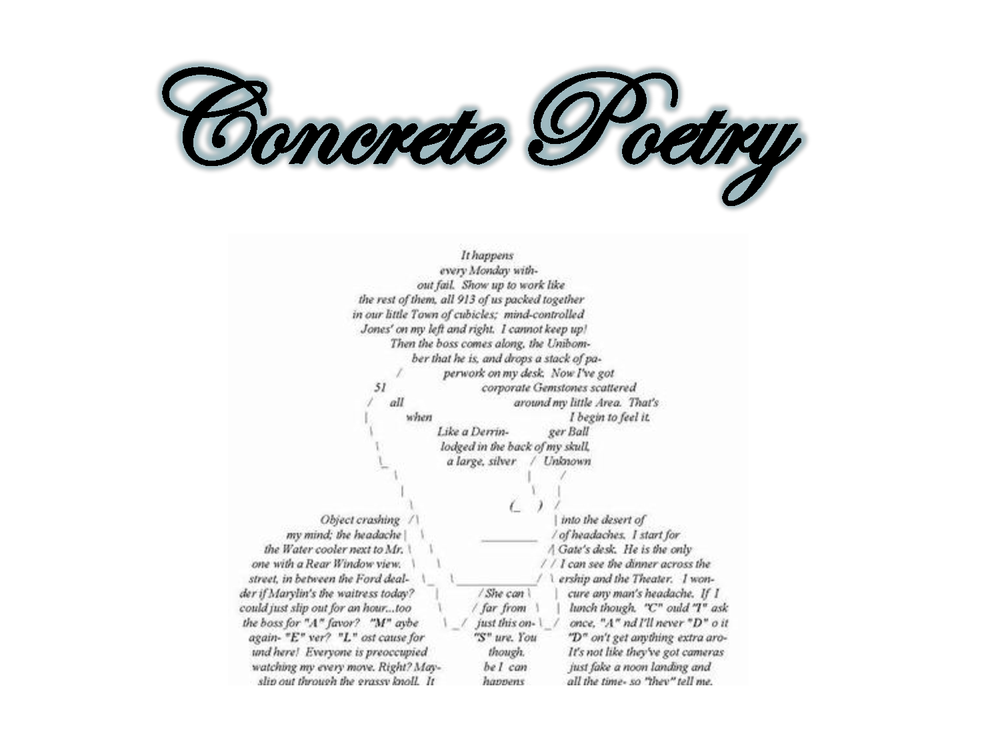 Concrete Poetry
It happens
every Monday with-
out fail. Show up to work like
the rest of them, all 913 of us packed together
in our little Town of cubicles; mind-controlled
Jones' on my left and right. I cannot keep up!
Then the boss comes along, the Unibom-
ber that he is, and drops a stack of pa-
/ perwork on my desk. Now I've got
51 corporate Gemstones scattered
/ all around my little Area. That's
| when I begin to feel it.
\ Like a Derrin- ger Ball
\ lodged in the back of my skull,
\_ a large, silver / Unknown
\ | /
| \ |
\ (_ ) /
Object crashing /\ | into the desert of
my mind; the headache | \ __________ / of headaches. I start for
the Water cooler next to Mr. \ \ /| Gate's desk. He is the only
one with a Rear Window view. \ \ / / I can see the dinner across the
street, in between the Ford deal- \_ \______________/ \ ership and the Theater. I won-
der if Marylin's the waitress today? | / She can \ | cure any man's headache. If I
could just slip out for an hour...too \ / far from \ | lunch though. "C" ould "I" ask
the boss for "A" favor? "M" aybe \_/ just this on- \_/ once, "A" nd I'll never "D" o it
again- "E" ver? "L" ost cause for "S" ure. You "D" on't get anything extra aro-
und here! Everyone is preoccupied though. It's not like they've got cameras
watching my every move. Right? May- be I can just fake a noon landing and
slip out through the grassy knoll. It happens all the time- so "they" tell me.